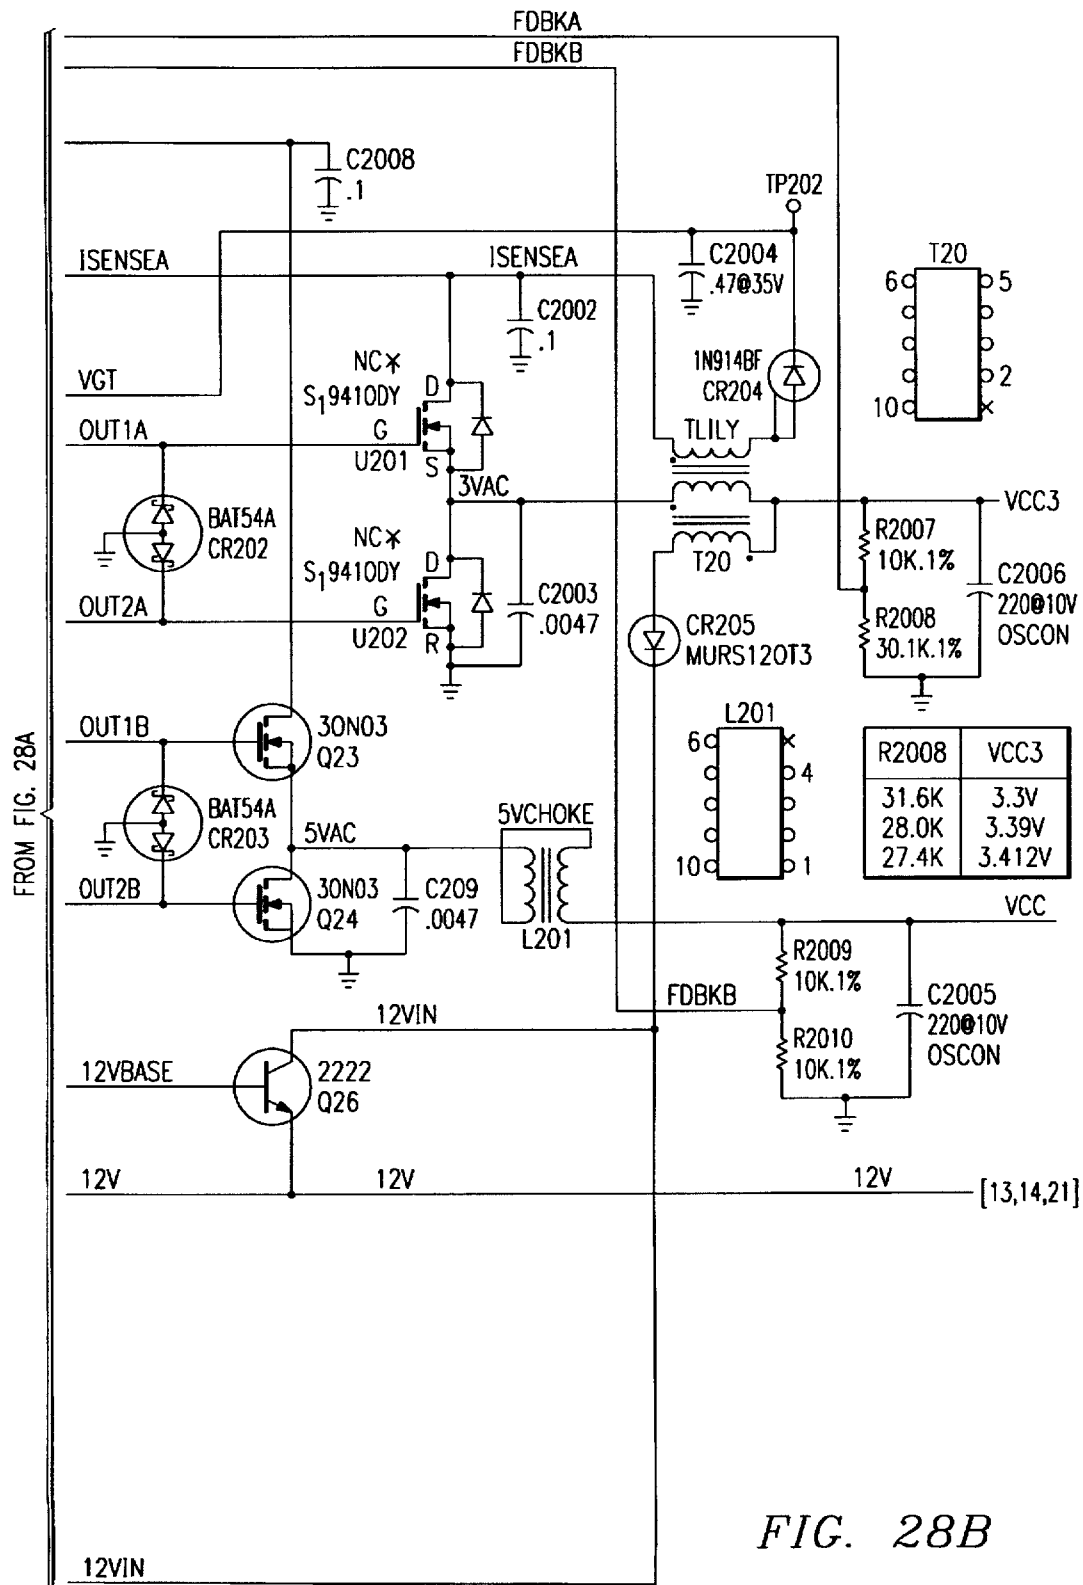 FDBKA
FDBKB
C2008
.1
TP202
ISENSEA
ISENSEA
C2004
.47@35V
T20
6
5
2
10
C2002
.1
NC*
S19410DY
D
G
U201
S
1N914BF
CR204
VGT
OUT1A
TLILY
3VAC
VCC3
BAT54A
CR202
NC*
S19410DY
D
G
U202
R
T20
R2007
10K.1%
C2003
.0047
C2006
220@10V
OSCON
OUT2A
CR205
MURS120T3
R2008
30.1K.1%
L201
6
4
10
1
OUT1B
30N03
Q23
R2008 VCC3
31.6K 3.3V
28.0K 3.39V
27.4K 3.412V
FROM FIG. 28A
BAT54A
CR203
5VAC
5VCHOKE
OUT2B
30N03
Q24
C209
.0047
L201
VCC
R2009
10K.1%
FDBKB
C2005
220@10V
OSCON
12VIN
R2010
10K.1%
12VBASE
2222
Q26
12V
12V
12V
[13,14,21]
FIG. 28B
12VIN